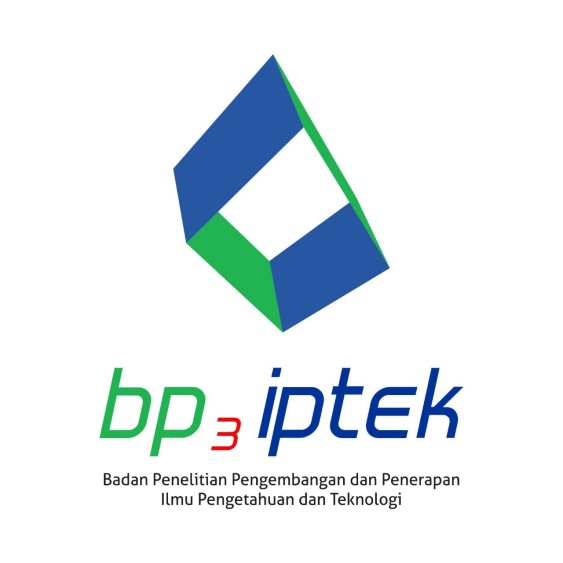 bp3 iptek
Badan Penelitian Pengembangan dan Penerapan
Ilmu Pengetahuan dan Teknologi